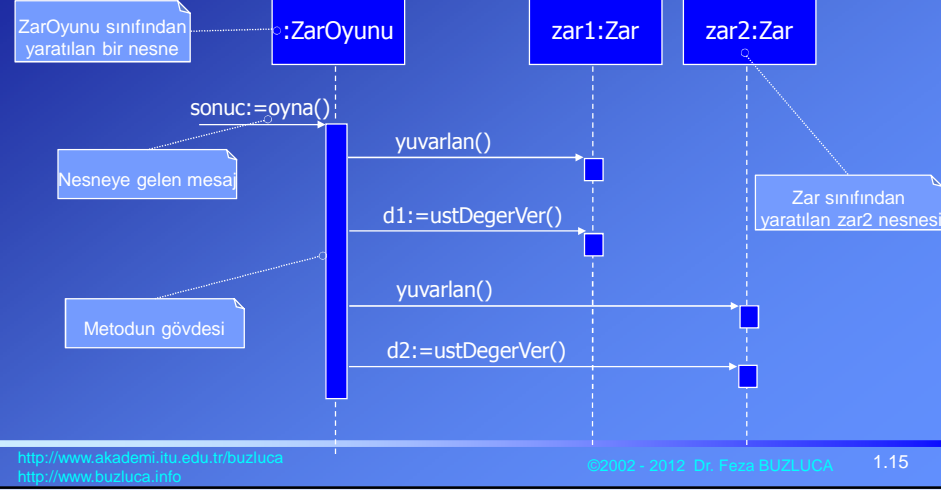 ZarOyunu sınıfından
yaratılan bir nesne
:ZarOyunu
zar1:Zar
zar2:Zar
sonuc:=oyna()
yuvarlan()
Nesneye gelen mesaj
Zar sınıfından
yaratılan zar2 nesnesi
d1:=ustDegerVer()
yuvarlan()
Metodun gövdesi
d2:=ustDegerVer()
http://www.akademi.itu.edu.tr/buzluca
http://www.buzluca.info
©2002 - 2012 Dr. Feza BUZLUCA
1.15